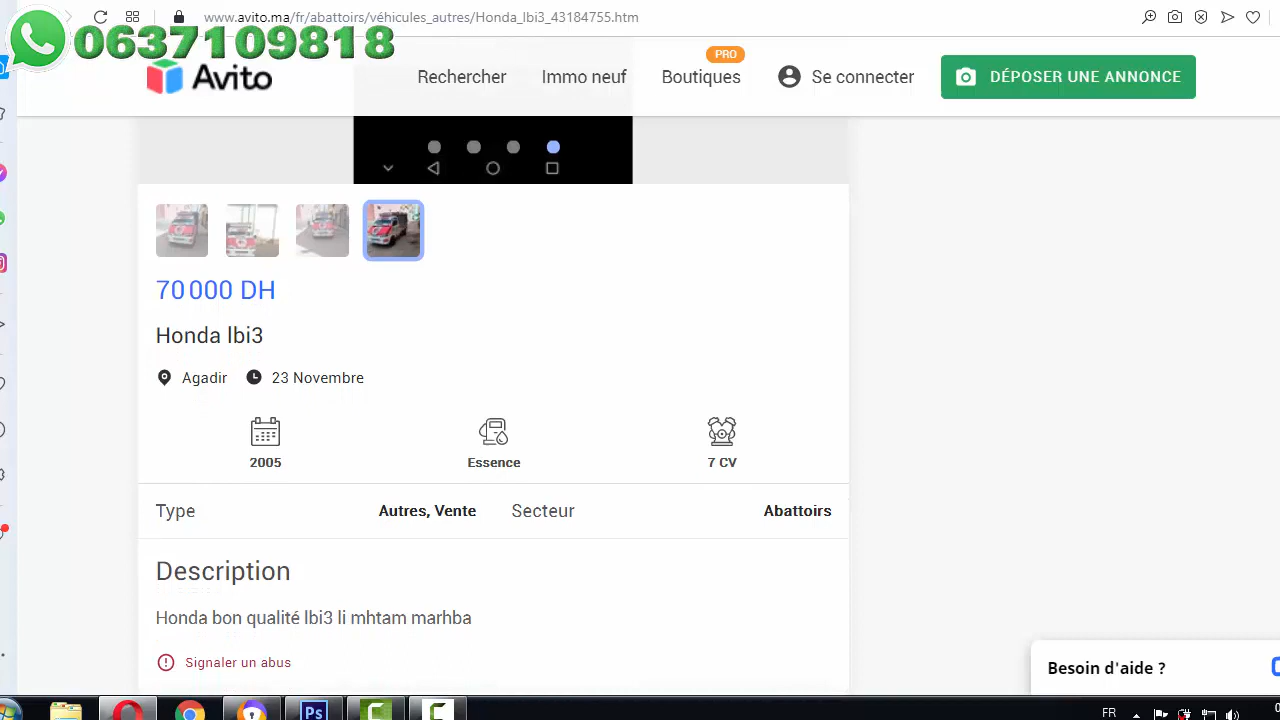 www.avito.ma/fr/abattoirs/véhicules_autres/Honda_lbi3_43184755.htm
0637109818
Avito
Rechercher
Immo neuf
Boutiques
PRO
Se connecter
DÉPOSER UNE ANNONCE
70 000 DH
Honda lbi3
Agadir
23 Novembre
2005
Essence
7 CV
Type
Autres, Vente
Secteur
Abattoirs
Description
Honda bon qualité lbi3 li mhtam marhba
Signaler un abus
Besoin d'aide ?
Ps
FR